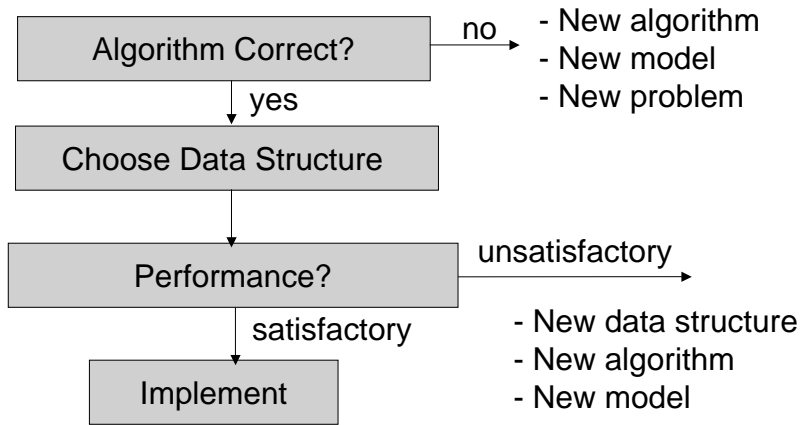 Algorithm Correct?
no
- New algorithm
- New model
- New problem
yes
Choose Data Structure
Performance?
unsatisfactory
satisfactory
- New data structure
- New algorithm
- New model
Implement